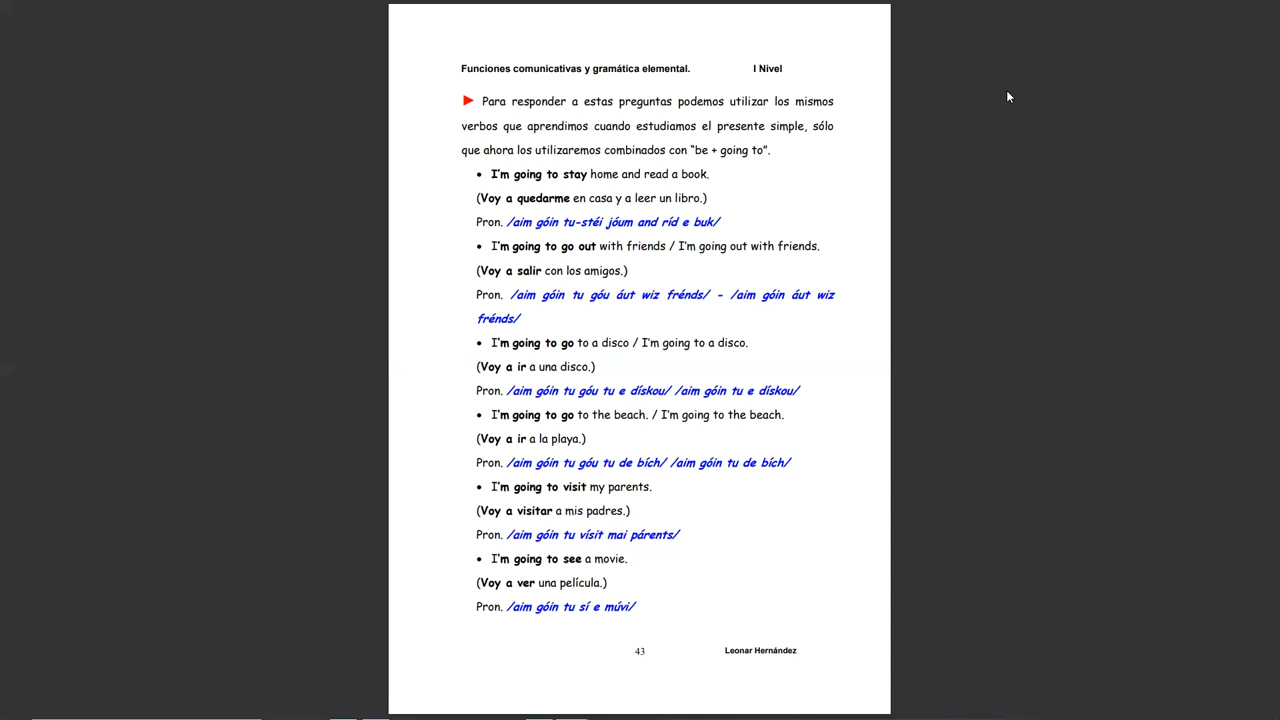 Funciones comunicativas y gramática elemental. I Nivel
► Para responder a estas preguntas podemos utilizar los mismos
verbos que aprendimos cuando estudiamos el presente simple, sólo
que ahora los utilizaremos combinados con “be + going to”.
• I’m going to stay home and read a book.
(Voy a quedarme en casa y a leer un libro.)
Pron. /aim góin tu-stéi jóum and ríd e buk/
• I’m going to go out with friends / I’m going out with friends.
(Voy a salir con los amigos.)
Pron. /aim góin tu góu áut wiz frénds/ - /aim góin áut wiz
frénds/
• I’m going to go to a disco / I’m going to a disco.
(Voy a ir a una disco.)
Pron. /aim góin tu góu tu e dískou/ /aim góin tu e dískou/
• I’m going to go to the beach. / I’m going to the beach.
(Voy a ir a la playa.)
Pron. /aim góin tu góu tu de bích/ /aim góin tu de bích/
• I’m going to visit my parents.
(Voy a visitar a mis padres.)
Pron. /aim góin tu vísit mai párents/
• I’m going to see a movie.
(Voy a ver una película.)
Pron. /aim góin tu sí e múvi/
43 Leonar Hernández